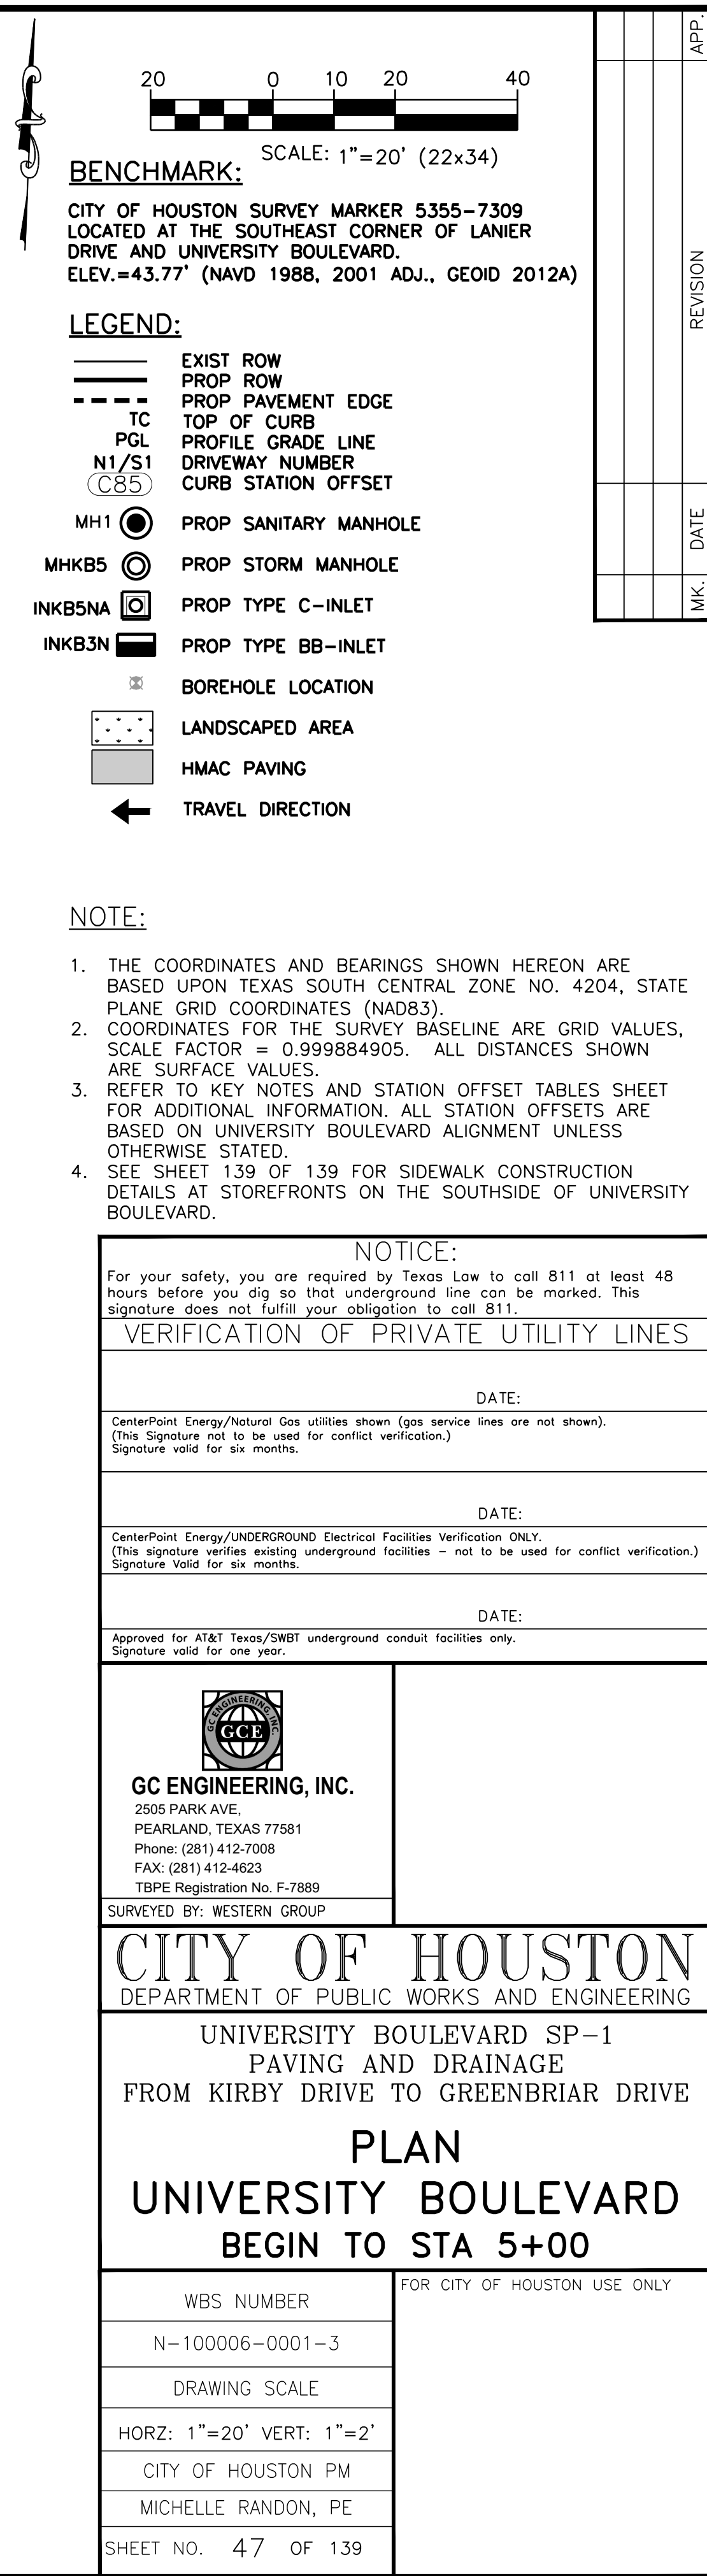 20 0 10 20 40
SCALE: 1"=20' (22x34)
APP.
REVISION
DATE
MK.
BENCHMARK:
CITY OF HOUSTON SURVEY MARKER 5355-7309
LOCATED AT THE SOUTHEAST CORNER OF LANIER
DRIVE AND UNIVERSITY BOULEVARD.
ELEV.=43.77' (NAVD 1988, 2001 ADJ., GEOID 2012A)
LEGEND:
EXIST ROW
PROP ROW
PROP PAVEMENT EDGE
TC TOP OF CURB
PGL PROFILE GRADE LINE
N1/S1 DRIVEWAY NUMBER
C85 CURB STATION OFFSET
MH1 PROP SANITARY MANHOLE
MHKB5 PROP STORM MANHOLE
INKB5NA PROP TYPE C-INLET
INKB3N PROP TYPE BB-INLET
BOREHOLE LOCATION
LANDSCAPED AREA
HMAC PAVING
TRAVEL DIRECTION
NOTE:
1. THE COORDINATES AND BEARINGS SHOWN HEREON ARE
BASED UPON TEXAS SOUTH CENTRAL ZONE NO. 4204, STATE
PLANE GRID COORDINATES (NAD83).
2. COORDINATES FOR THE SURVEY BASELINE ARE GRID VALUES,
SCALE FACTOR = 0.999884905. ALL DISTANCES SHOWN
ARE SURFACE VALUES.
3. REFER TO KEY NOTES AND STATION OFFSET TABLES SHEET
FOR ADDITIONAL INFORMATION. ALL STATION OFFSETS ARE
BASED ON UNIVERSITY BOULEVARD ALIGNMENT UNLESS
OTHERWISE STATED.
4. SEE SHEET 139 OF 139 FOR SIDEWALK CONSTRUCTION
DETAILS AT STOREFRONTS ON THE SOUTHSIDE OF UNIVERSITY
BOULEVARD.
NOTICE:
For your safety, you are required by Texas Law to call 811 at least 48
hours before you dig so that underground line can be marked. This
signature does not fulfill your obligation to call 811.
VERIFICATION OF PRIVATE UTILITY LINES
DATE:
CenterPoint Energy/Natural Gas utilities shown (gas service lines are not shown).
(This Signature not to be used for conflict verification.)
Signature valid for six months.
DATE:
CenterPoint Energy/UNDERGROUND Electrical Facilities Verification ONLY.
(This signature verifies existing underground facilities – not to be used for conflict verification.)
Signature Valid for six months.
DATE:
Approved for AT&T Texas/SWBT underground conduit facilities only.
Signature valid for one year.
GC ENGINEERING, INC.
GCE
GC ENGINEERING, INC.
2505 PARK AVE,
PEARLAND, TEXAS 77581
Phone: (281) 412-7008
FAX: (281) 412-4623
TBPE Registration No. F-7889
SURVEYED BY: WESTERN GROUP
CITY OF HOUSTON
DEPARTMENT OF PUBLIC WORKS AND ENGINEERING
UNIVERSITY BOULEVARD SP-1
PAVING AND DRAINAGE
FROM KIRBY DRIVE TO GREENBRIAR DRIVE
PLAN
UNIVERSITY BOULEVARD
BEGIN TO STA 5+00
WBS NUMBER
N-100006-0001-3
DRAWING SCALE
HORZ: 1"=20' VERT: 1"=2'
CITY OF HOUSTON PM
MICHELLE RANDON, PE
SHEET NO. 47 OF 139
FOR CITY OF HOUSTON USE ONLY